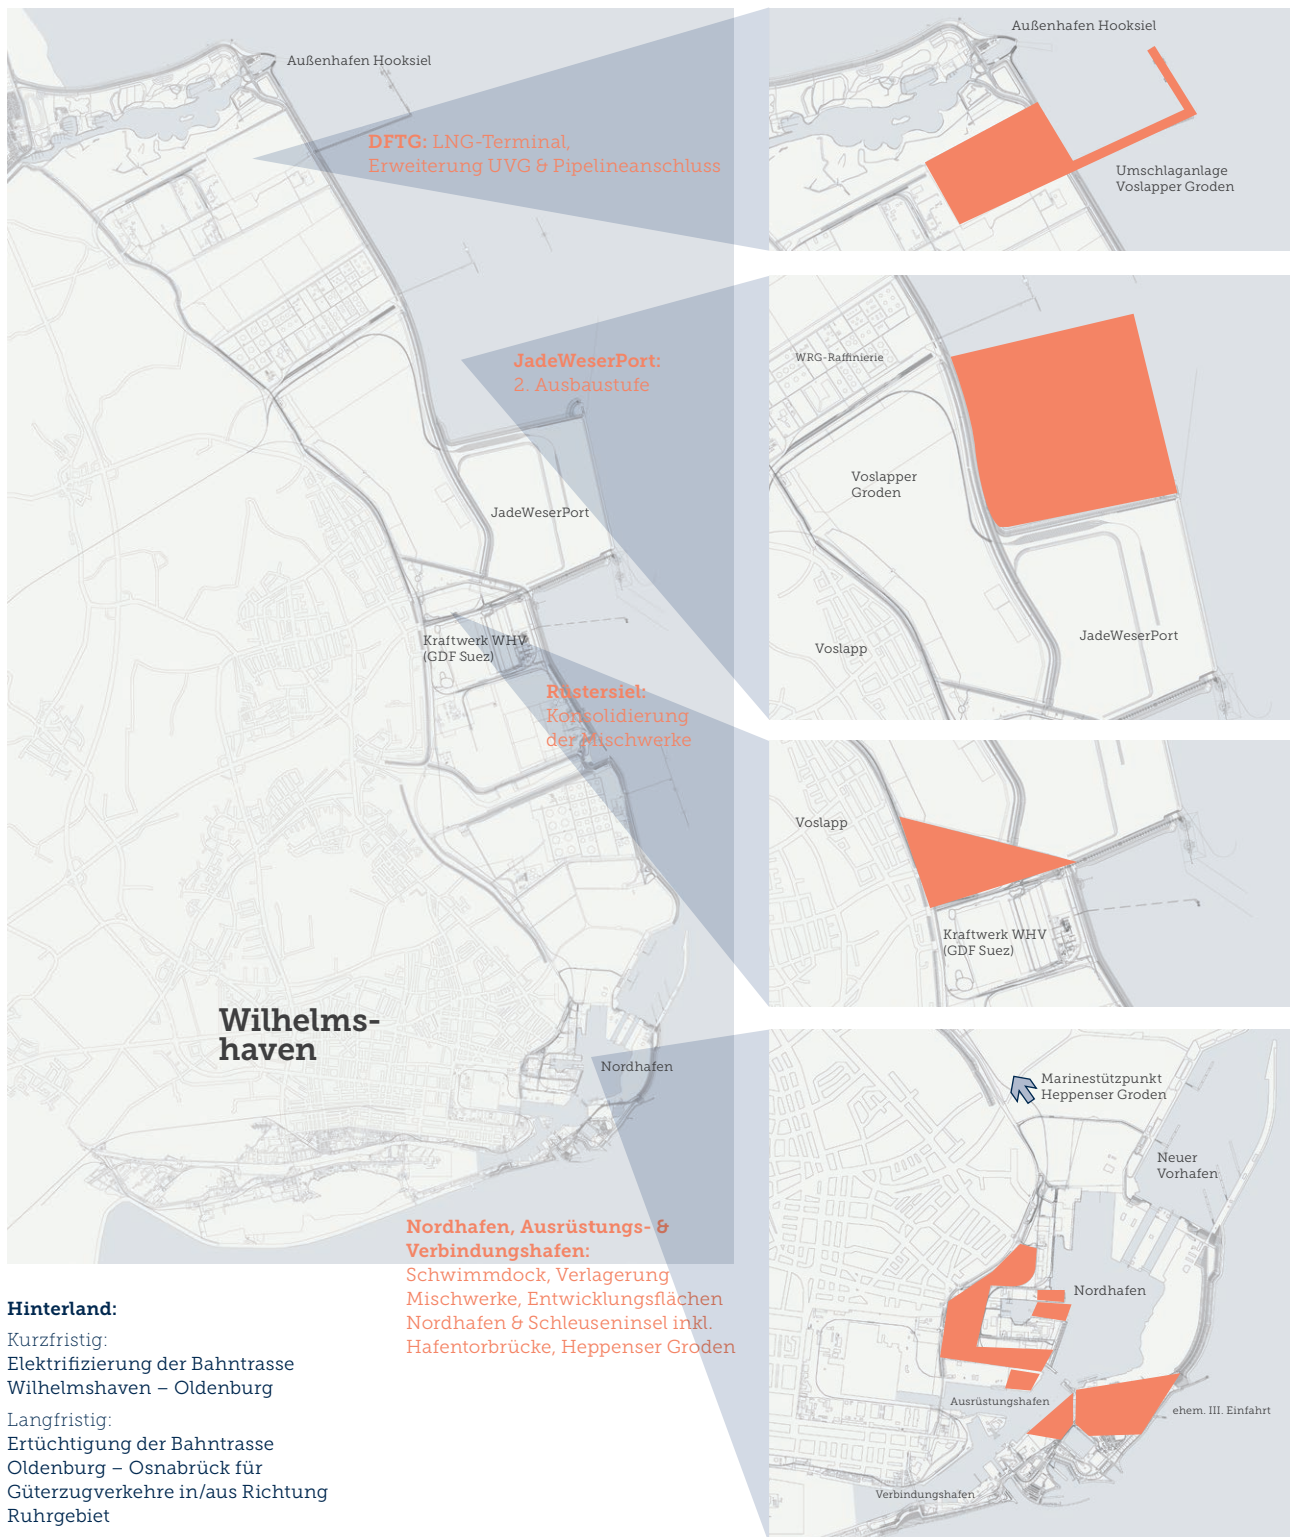 Außenhafen Hooksiel
DFTG: LNG-Terminal,
Erweiterung UVG & Pipelineanschluss
JadeWeserPort:
2. Ausbaustufe
JadeWeserPort
Kraftwerk WHV
(GDF Suez)
Rüstersiel:
Konsolidierung
der Mischwerke
Wilhelms-
haven
Nordhafen
Nordhafen, Ausrüstungs- &
Verbindungshafen:
Schwimmdock, Verlagerung
Mischwerke, Entwicklungsflächen
Nordhafen & Schleuseninsel inkl.
Hafentorbrücke, Heppenser Groden
Hinterland:
Kurzfristig:
Elektrifizierung der Bahntrasse
Wilhelmshaven – Oldenburg
Langfristig:
Ertüchtigung der Bahntrasse
Oldenburg – Osnabrück für
Güterzugverkehre in/aus Richtung
Ruhrgebiet
Außenhafen Hooksiel
Umschlaganlage
Voslapper Groden
WRG-Raffinierie
Voslapper
Groden
Voslapp
JadeWeserPort
Voslapp
Kraftwerk WHV
(GDF Suez)
Marinestützpunkt
Heppenser Groden
Neuer
Vorhafen
Nordhafen
Ausrüstungshafen
ehem. III. Einfahrt
Verbindungshafen